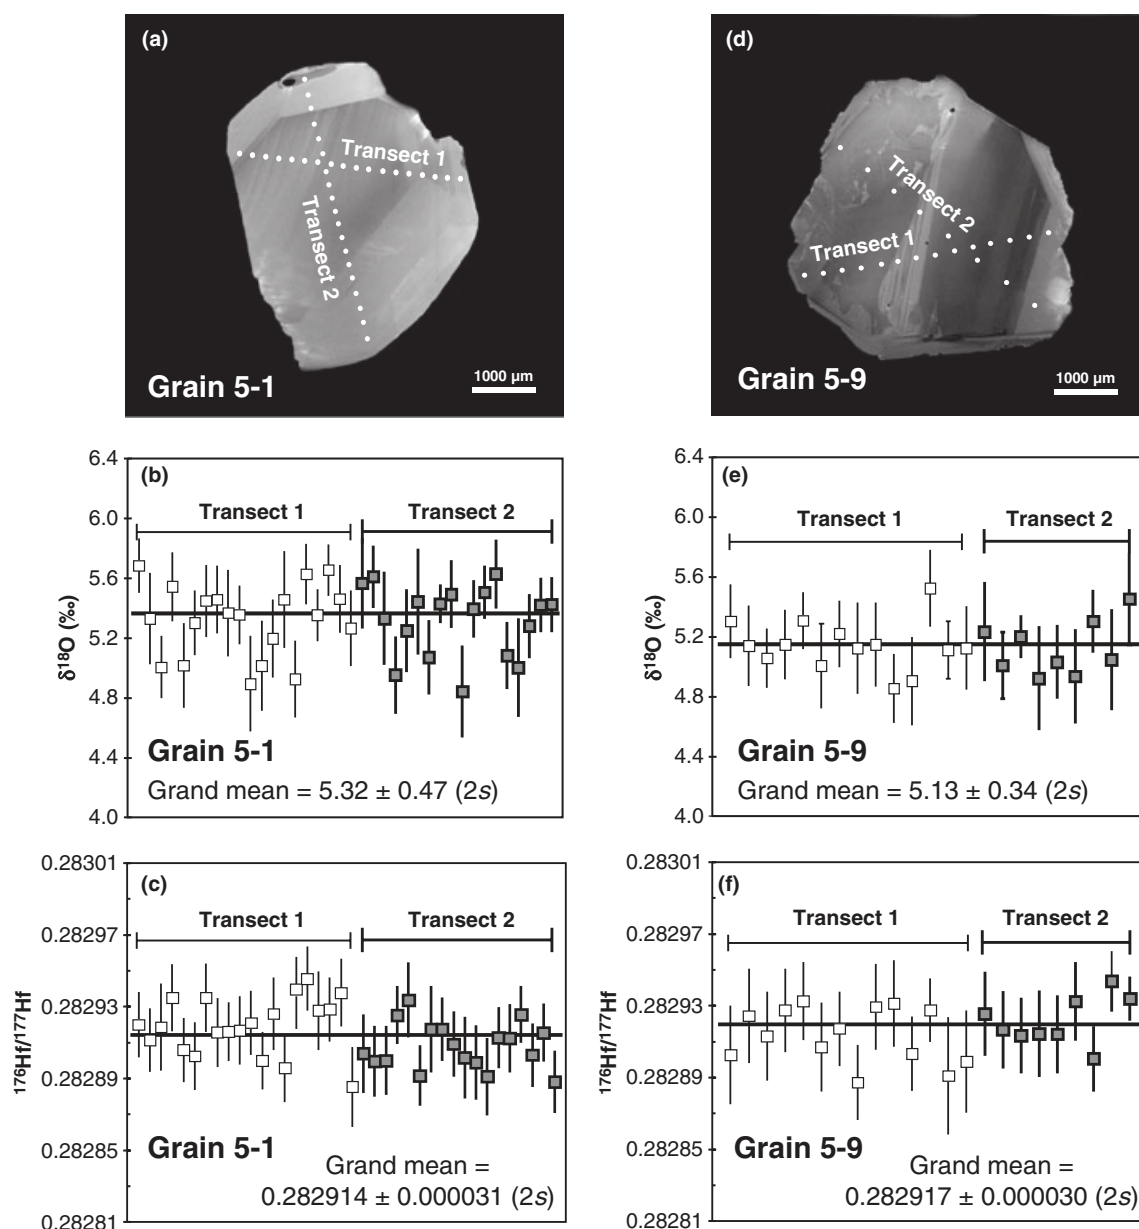 (a)
Transect 1
Transect 2
Grain 5-1
1000 µm
(d)
Transect 2
Transect 1
Grain 5-9
1000 µm
6.4
6.0
5.6
5.2
4.8
4.4
4.0
δ¹⁸O (‰)
(b)
Transect 1 Transect 2
Grain 5-1
Grand mean = 5.32 ± 0.47 (2s)
6.4
6.0
5.6
5.2
4.8
4.4
4.0
δ¹⁸O (‰)
(e)
Transect 1 Transect 2
Grain 5-9
Grand mean = 5.13 ± 0.34 (2s)
0.28301
0.28297
0.28293
0.28289
0.28285
0.28281
¹⁷⁶Hf/¹⁷⁷Hf
(c)
Transect 1 Transect 2
Grain 5-1
Grand mean =
0.282914 ± 0.000031 (2s)
0.28301
0.28297
0.28293
0.28289
0.28285
0.28281
¹⁷⁶Hf/¹⁷⁷Hf
(f)
Transect 1 Transect 2
Grain 5-9
Grand mean =
0.282917 ± 0.000030 (2s)